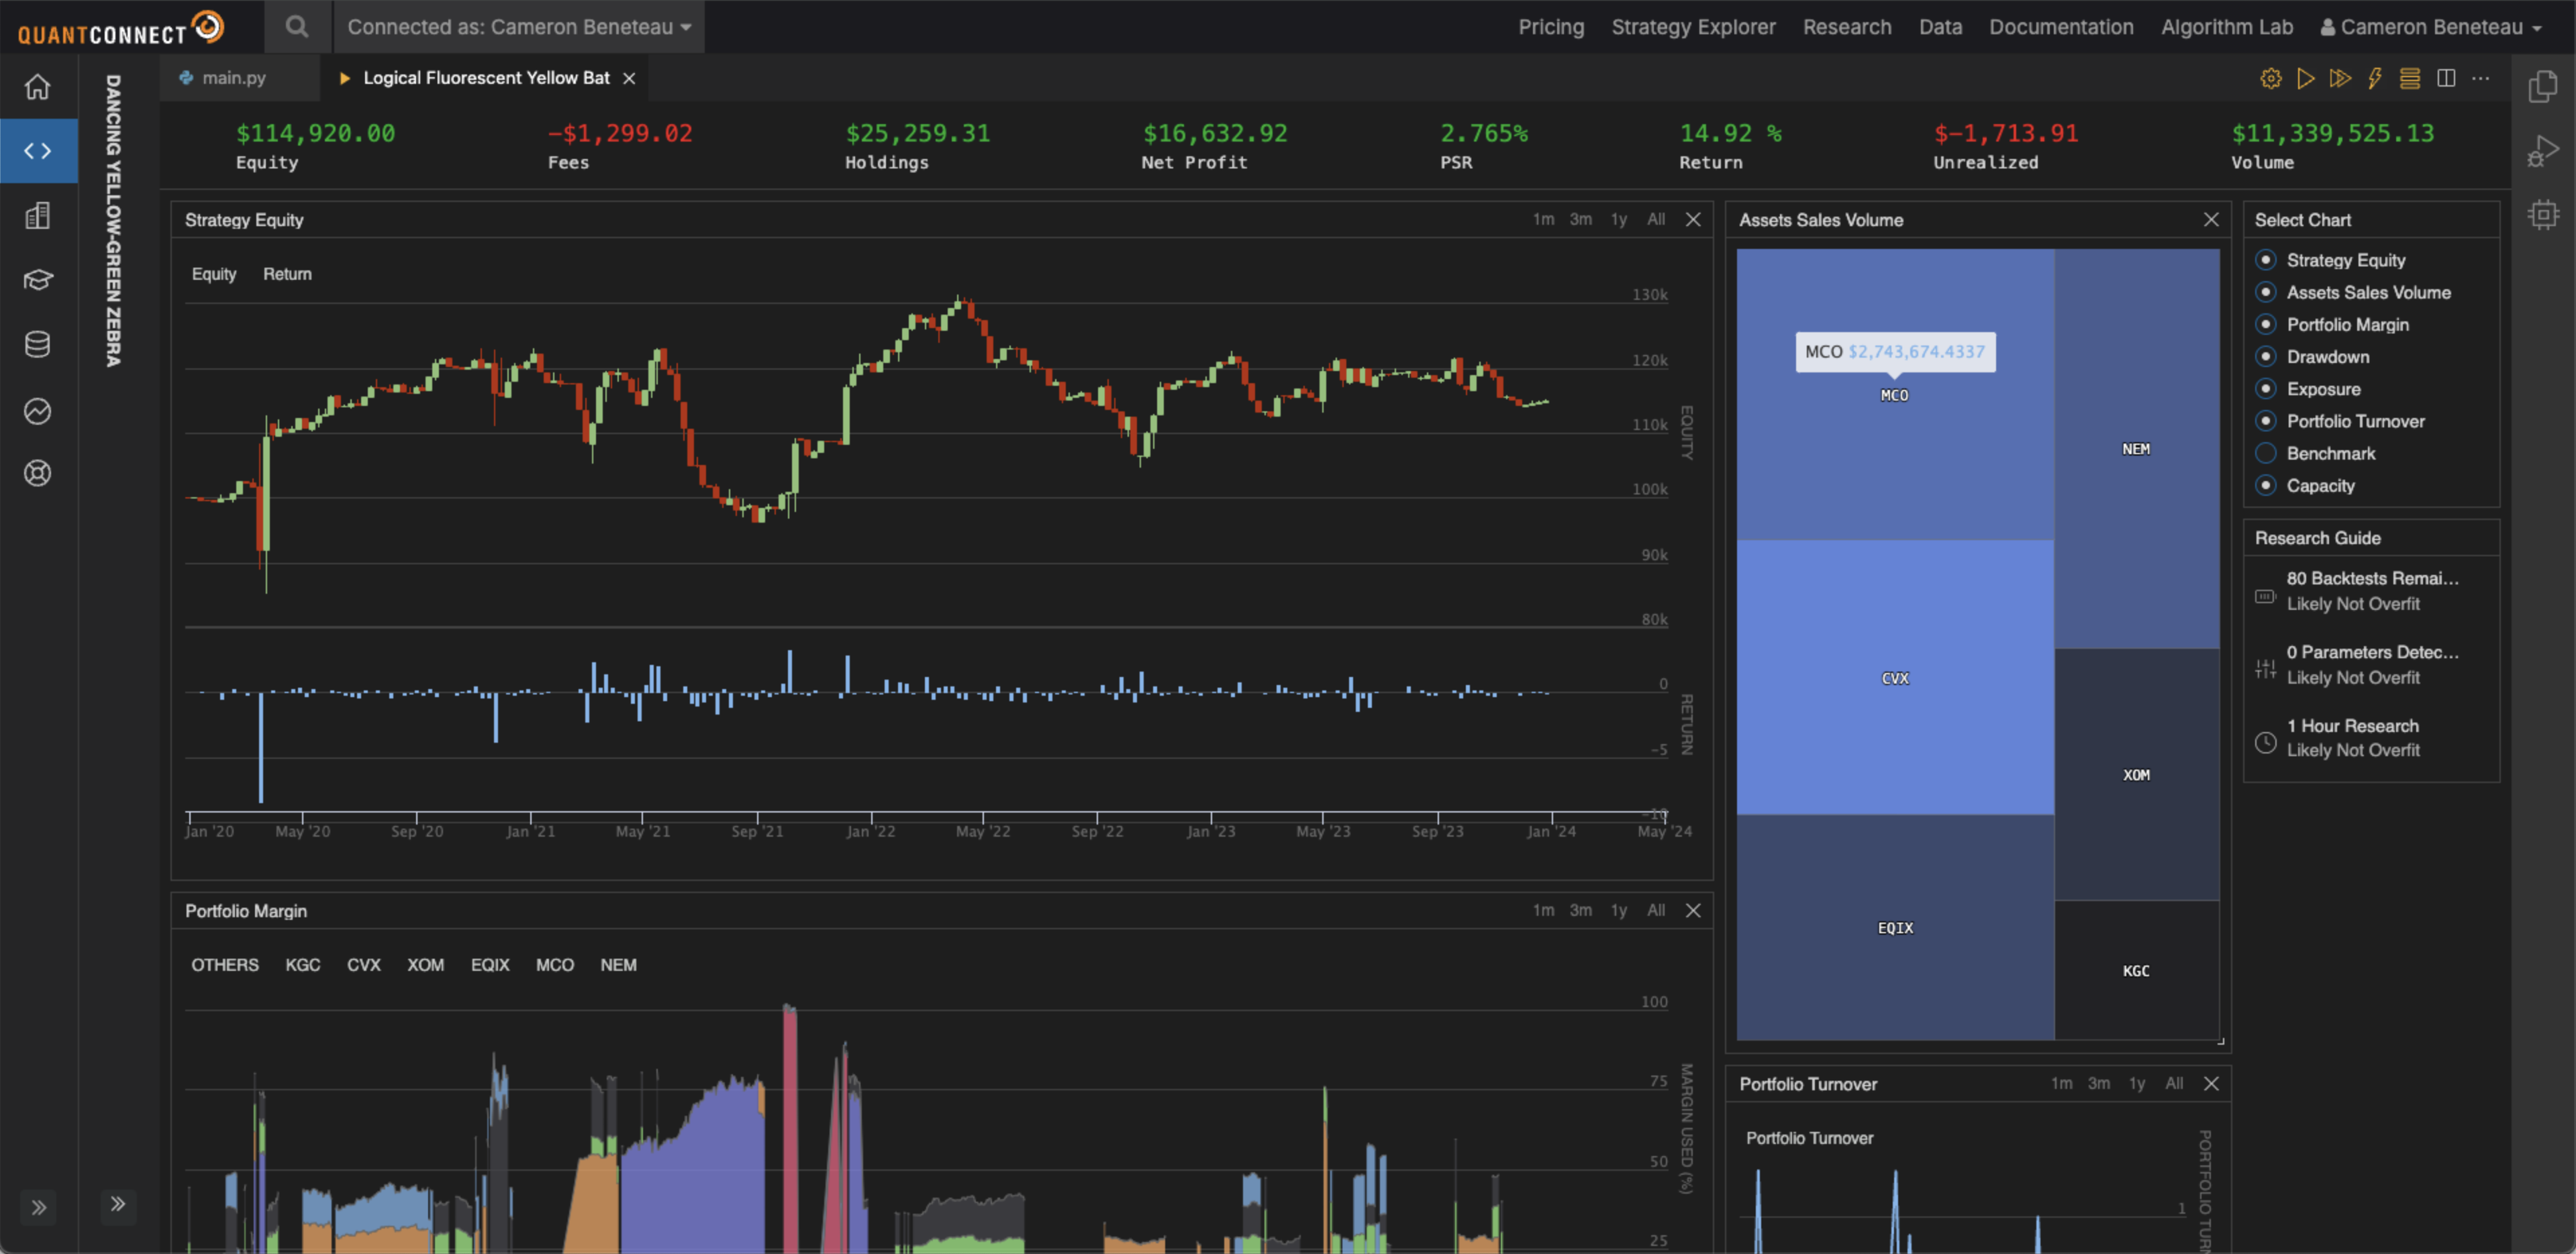 QUANTCONNECT
Connected as: Cameron Beneteau
Pricing
Strategy Explorer
Research
Data
Documentation
Algorithm Lab
Cameron Beneteau
DANCING YELLOW-GREEN ZEBRA
main.py
Logical Fluorescent Yellow Bat
$114,920.00
Equity
−$1,299.02
Fees
$25,259.31
Holdings
$16,632.92
Net Profit
2.765%
PSR
14.92 %
Return
$−1,713.91
Unrealized
$11,339,525.13
Volume
Strategy Equity
1m 3m 1y All
Equity Return
130k
120k
110k
100k
90k
80k
EQUITY
0
−5
−10
RETURN
Jan '20 May '20 Sep '20 Jan '21 May '21 Sep '21 Jan '22 May '22 Sep '22 Jan '23 May '23 Sep '23 Jan '24 May '24
Portfolio Margin
1m 3m 1y All
OTHERS KGC CVX XOM EQIX MCO NEM
100
75
50
25
MARGIN USED (%)
Assets Sales Volume
MCO $2,743,674.4337
MCO
NEM
CVX
XOM
EQIX
KGC
Portfolio Turnover
1m 3m 1y All
Portfolio Turnover
1
PORTFOLIO TURN
Select Chart
Strategy Equity
Assets Sales Volume
Portfolio Margin
Drawdown
Exposure
Portfolio Turnover
Benchmark
Capacity
Research Guide
80 Backtests Remai...
Likely Not Overfit
0 Parameters Detec...
Likely Not Overfit
1 Hour Research
Likely Not Overfit